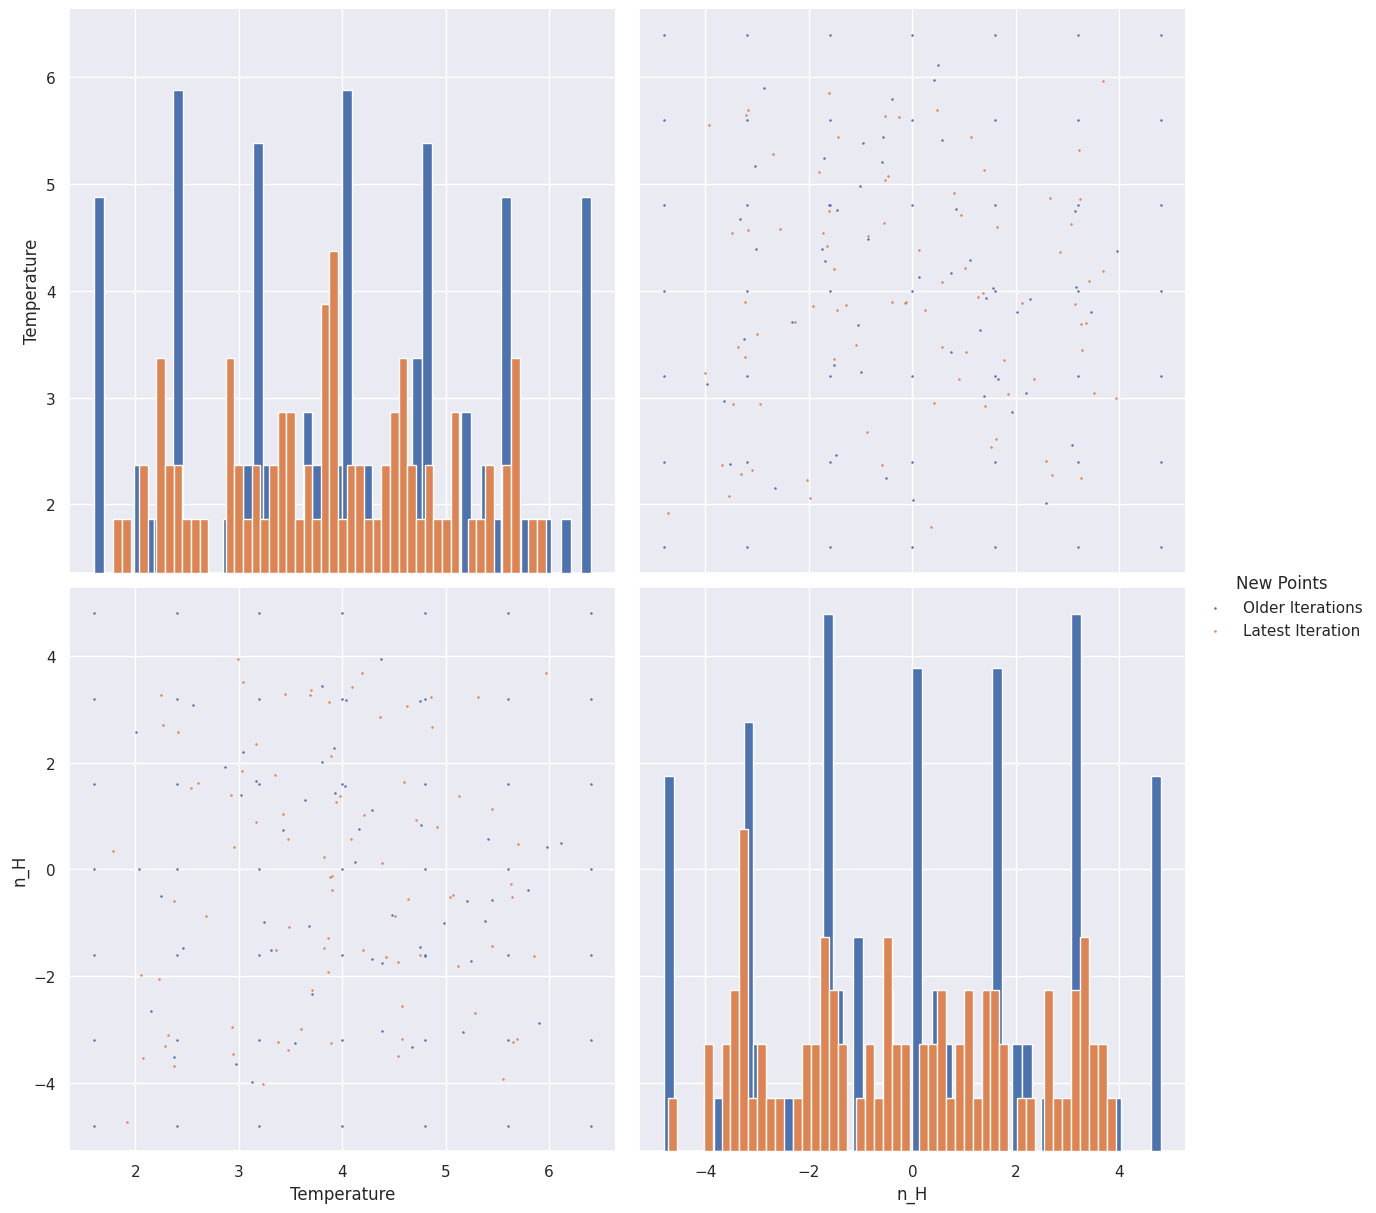 6
5
4
3
2
Temperature
4
2
0
−2
−4
n_H
2 3 4 5 6
Temperature
−4 −2 0 2 4
n_H
New Points
Older Iterations
Latest Iteration